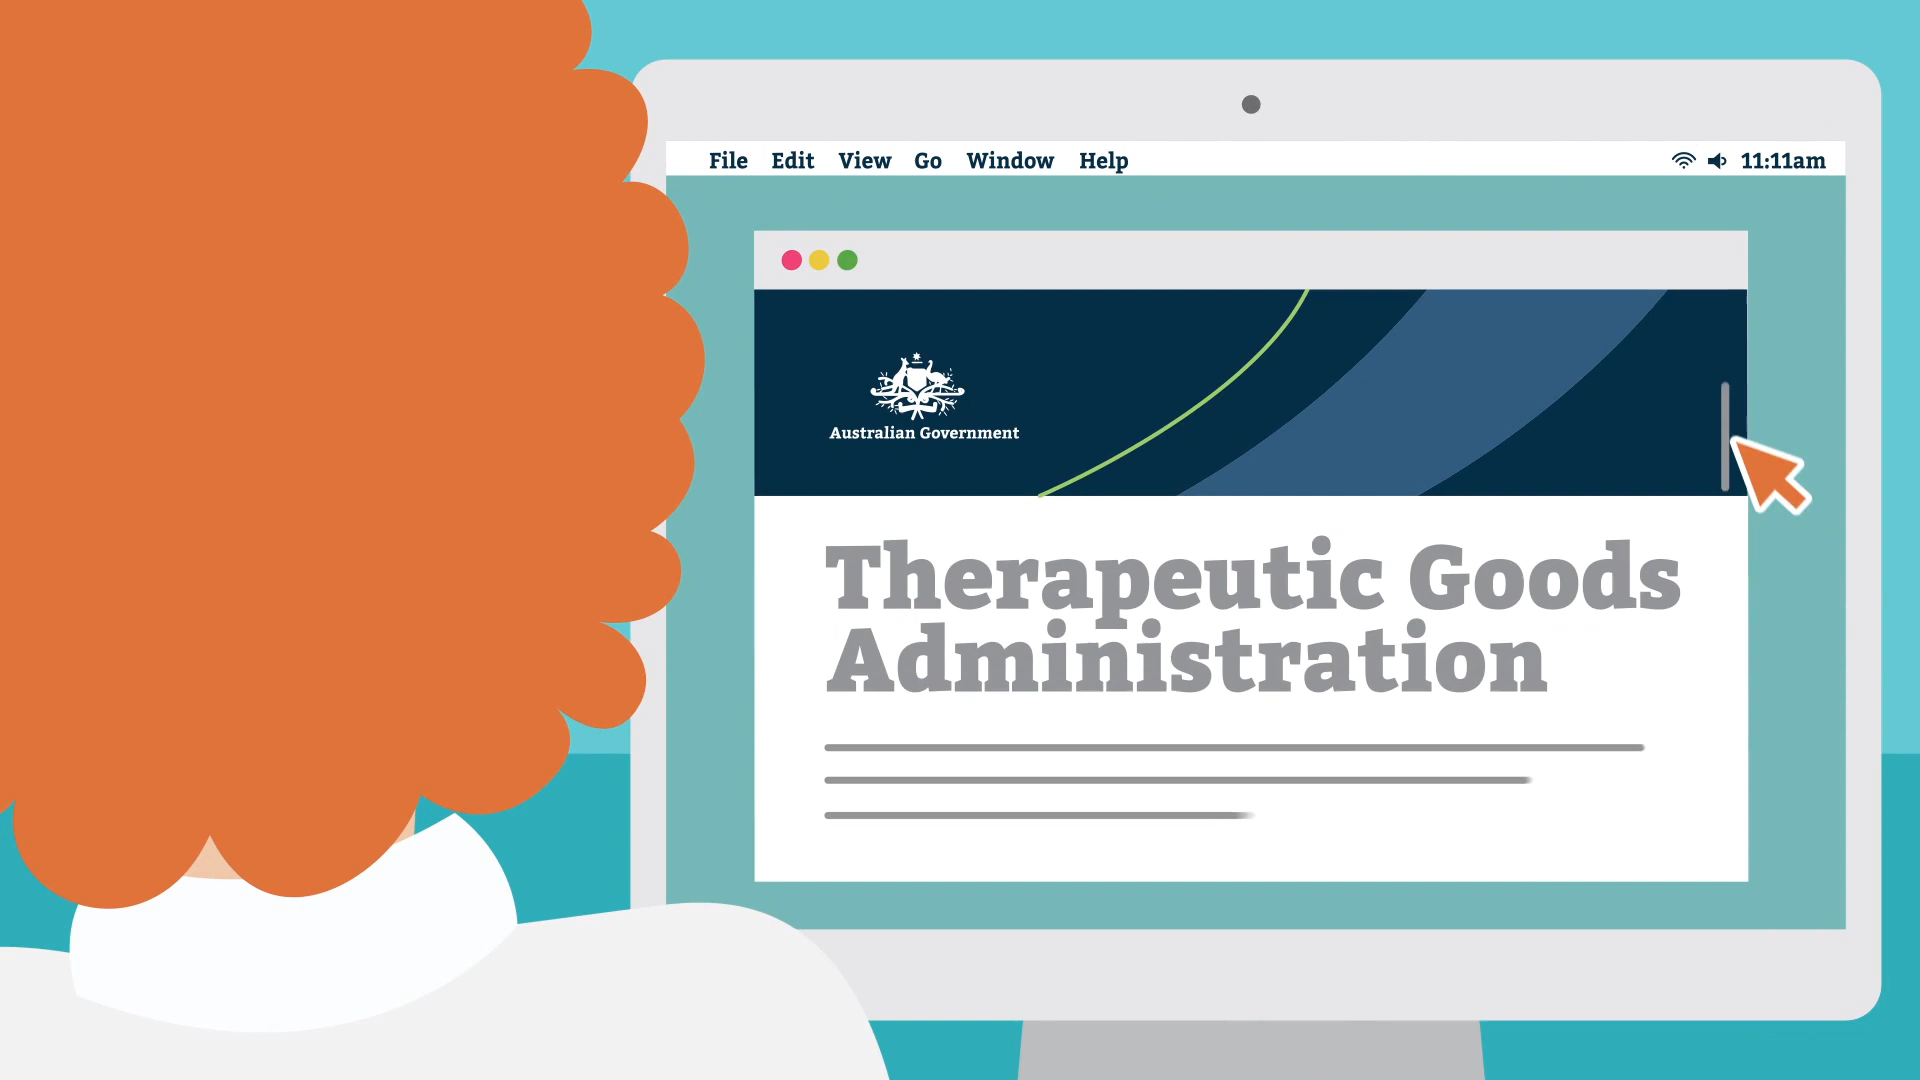 File Edit View Go Window Help 11:11am
Australian Government
Therapeutic Goods
Administration